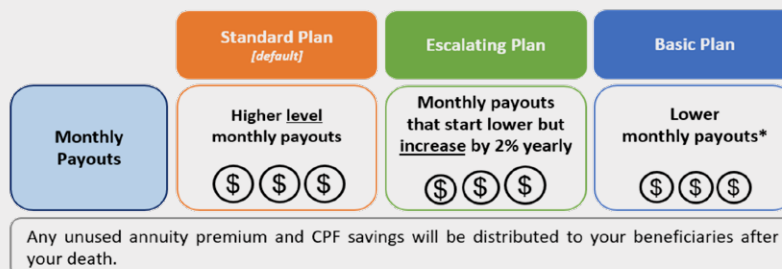 Standard Plan
[default]
Escalating Plan
Basic Plan
Monthly
Payouts
Higher level
monthly payouts
$ $ $
Monthly payouts
that start lower but
increase by 2% yearly
$ $ $
Lower
monthly payouts*
$ $ $
Any unused annuity premium and CPF savings will be distributed to your beneficiaries after
your death.